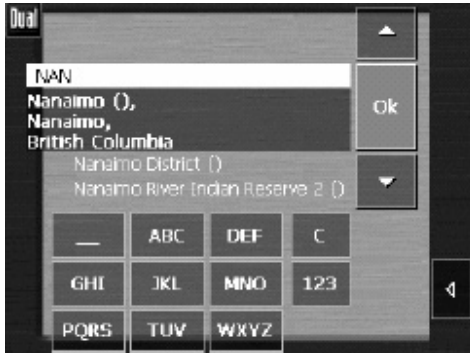 Dual
NAN
Nanaimo (),
Nanaimo,
British Columbia
Nanaimo District ()
Nanaimo River Indian Reserve 2 ()
Ok
__ ABC DEF C
GHI JKL MNO 123
PQRS TUV WXYZ